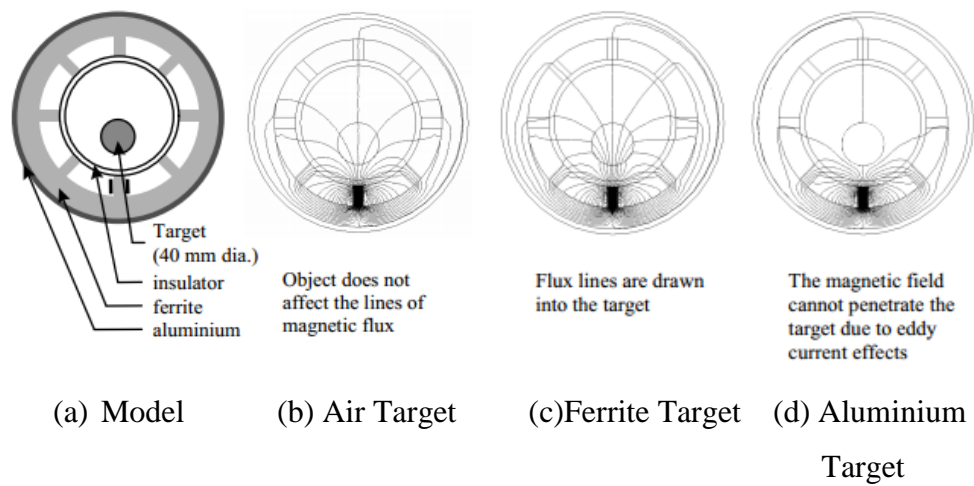 Target
(40 mm dia.)
insulator
ferrite
aluminium
Object does not
affect the lines of
magnetic flux
Flux lines are drawn
into the target
The magnetic field
cannot penetrate the
target due to eddy
current effects
(a) Model
(b) Air Target
(c)Ferrite Target
(d) Aluminium
Target